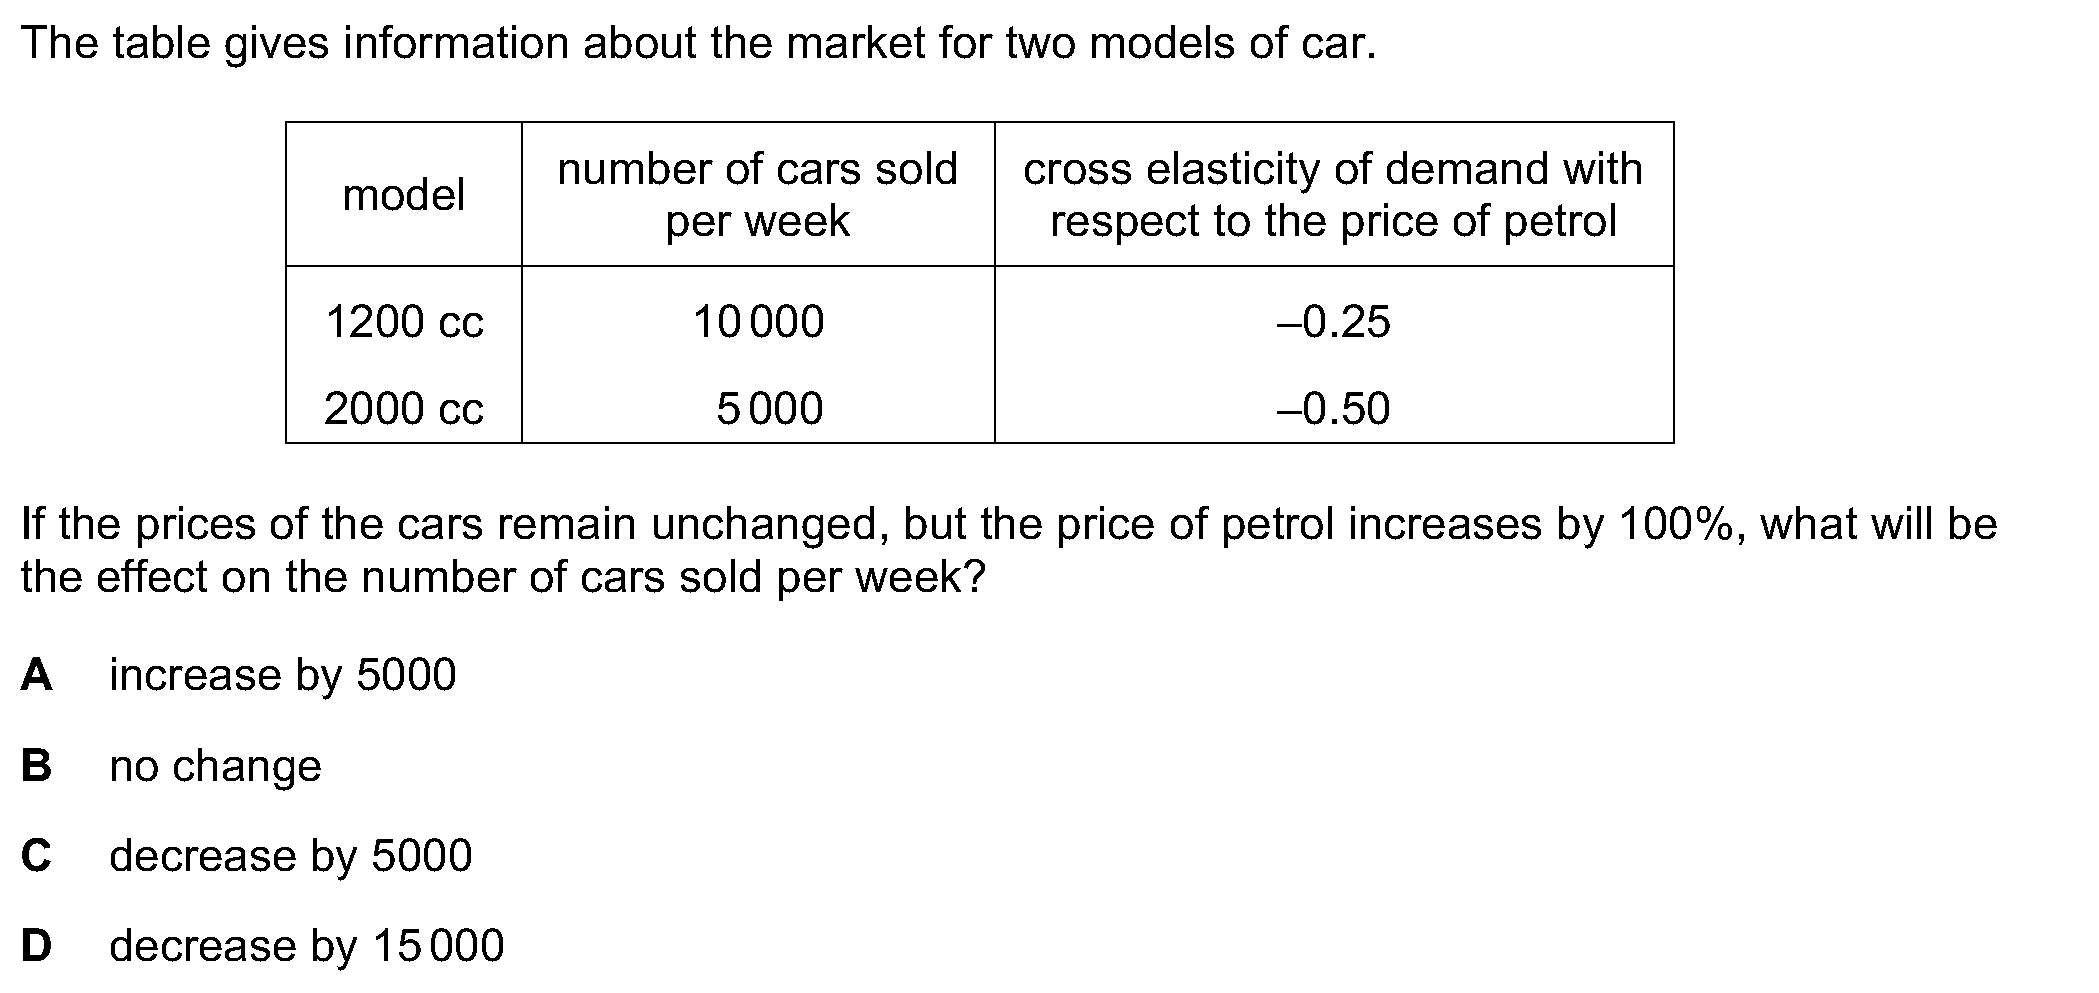 The table gives information about the market for two models of car.
model
number of cars sold
per week
cross elasticity of demand with
respect to the price of petrol
1200 cc 10 000 –0.25
2000 cc 5 000 –0.50
If the prices of the cars remain unchanged, but the price of petrol increases by 100%, what will be
the effect on the number of cars sold per week?
A increase by 5000
B no change
C decrease by 5000
D decrease by 15 000